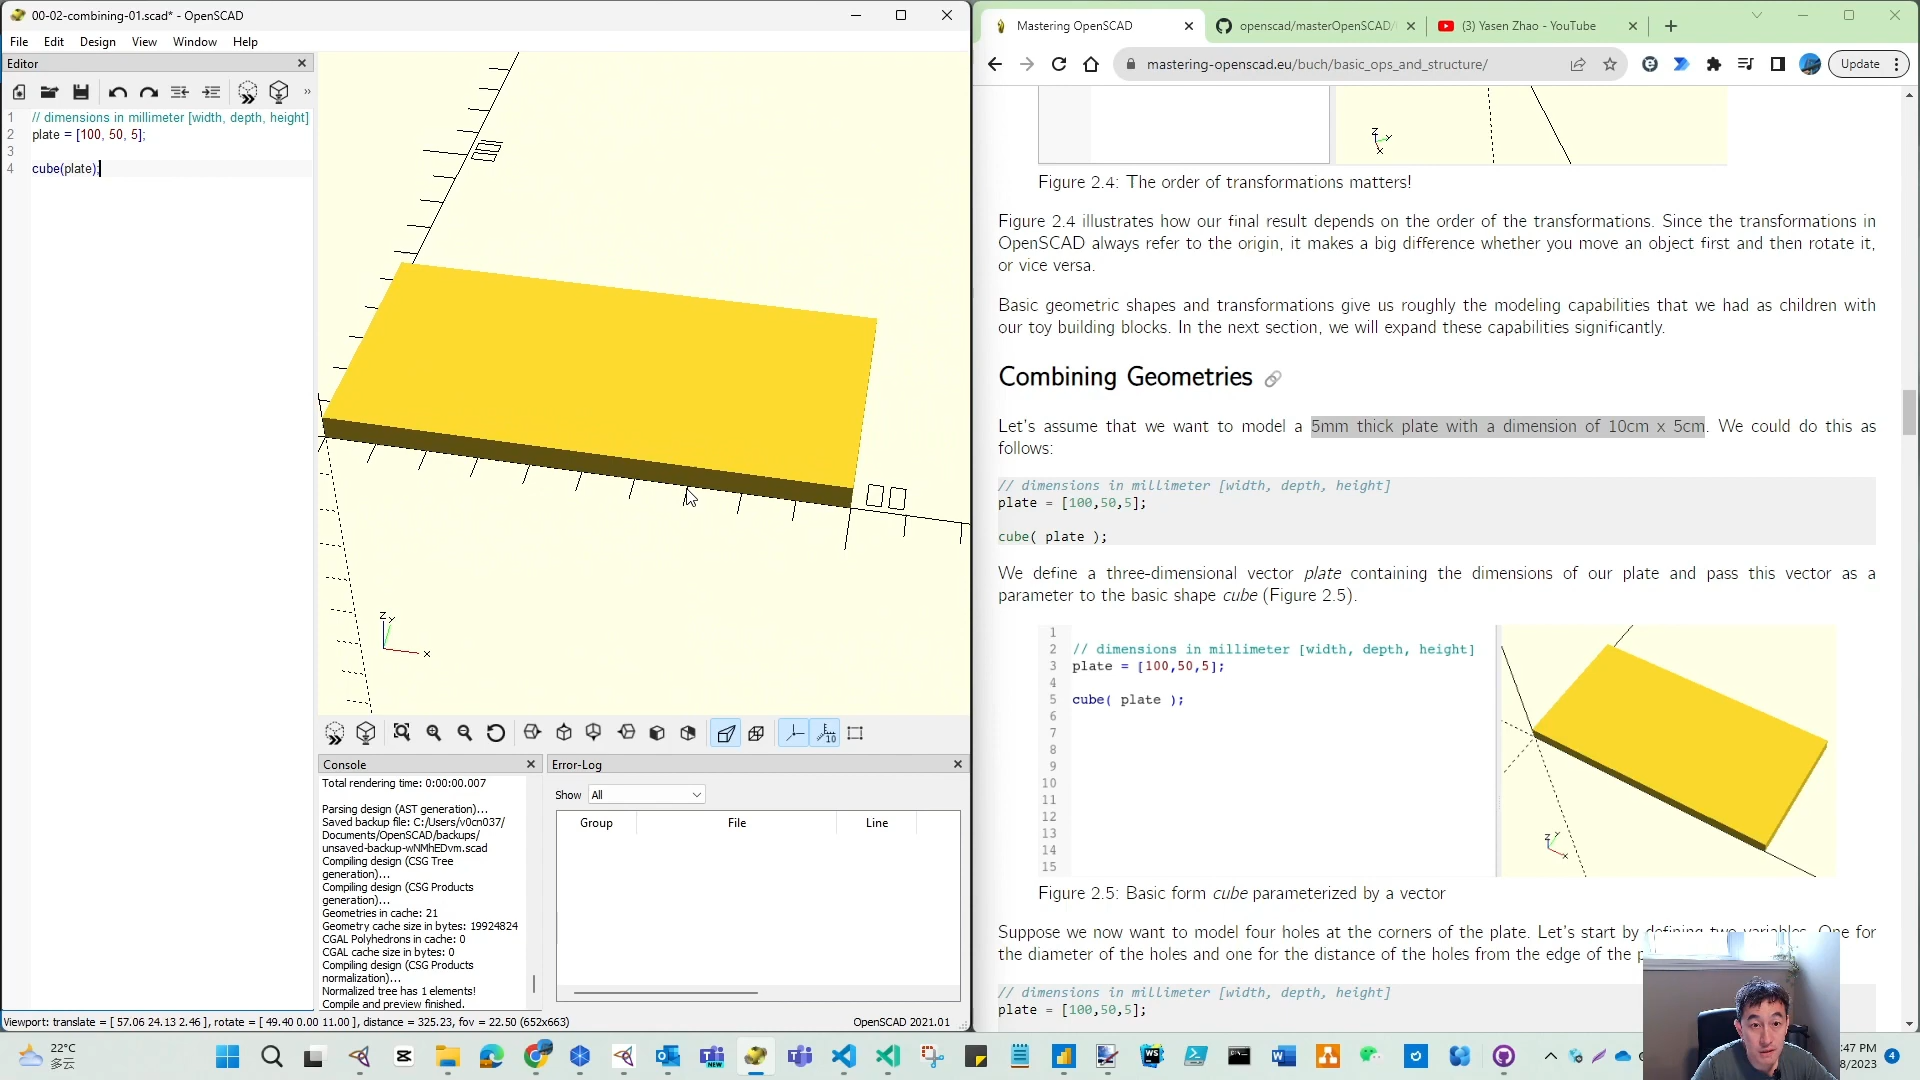 00-02-combining-01.scad* - OpenSCAD
File Edit Design View Window Help
Editor
1 // dimensions in millimeter [width, depth, height]
2 plate = [100, 50, 5];
3
4 cube(plate);
Z
y
x
Console
Total rendering time: 0:00:00.007
Parsing design (AST generation)...
Saved backup file: C:/Users/v0cn037/
Documents/OpenSCAD/backups/
unsaved-backup-wNMhEDvm.scad
Compiling design (CSG Tree
generation)...
Compiling design (CSG Products
generation)...
Geometries in cache: 21
Geometry cache size in bytes: 19924824
CGAL Polyhedrons in cache: 0
CGAL cache size in bytes: 0
Compiling design (CSG Products
normalization)...
Normalized tree has 1 elements!
Compile and preview finished.
Error-Log
Show All
Group File Line
Viewport: translate = [ 57.06 24.13 2.46 ], rotate = [ 49.40 0.00 11.00 ], distance = 325.23, fov = 22.50 (652x663)
OpenSCAD 2021.01
Mastering OpenSCAD
openscad/masterOpenSCAD/
(3) Yasen Zhao - YouTube
mastering-openscad.eu/buch/basic_ops_and_structure/
Update
Z
Y
X
Figure 2.4: The order of transformations matters!
Figure 2.4 illustrates how our final result depends on the order of the transformations. Since the transformations in
OpenSCAD always refer to the origin, it makes a big difference whether you move an object first and then rotate it,
or vice versa.
Basic geometric shapes and transformations give us roughly the modeling capabilities that we had as children with
our toy building blocks. In the next section, we will expand these capabilities significantly.
Combining Geometries
Let's assume that we want to model a 5mm thick plate with a dimension of 10cm x 5cm. We could do this as
follows:
// dimensions in millimeter [width, depth, height]
plate = [100,50,5];
cube( plate );
We define a three-dimensional vector plate containing the dimensions of our plate and pass this vector as a
parameter to the basic shape cube (Figure 2.5).
1
2 // dimensions in millimeter [width, depth, height]
3 plate = [100,50,5];
4
5 cube( plate );
6
7
8
9
10
11
12
13
14
15
Z
Y
X
Figure 2.5: Basic form cube parameterized by a vector
Suppose we now want to model four holes at the corners of the plate. Let's start by defining two variables. One for
the diameter of the holes and one for the distance of the holes from the edge of the
// dimensions in millimeter [width, depth, height]
plate = [100,50,5];
22°C
多云
:47 PM
8/2023
4